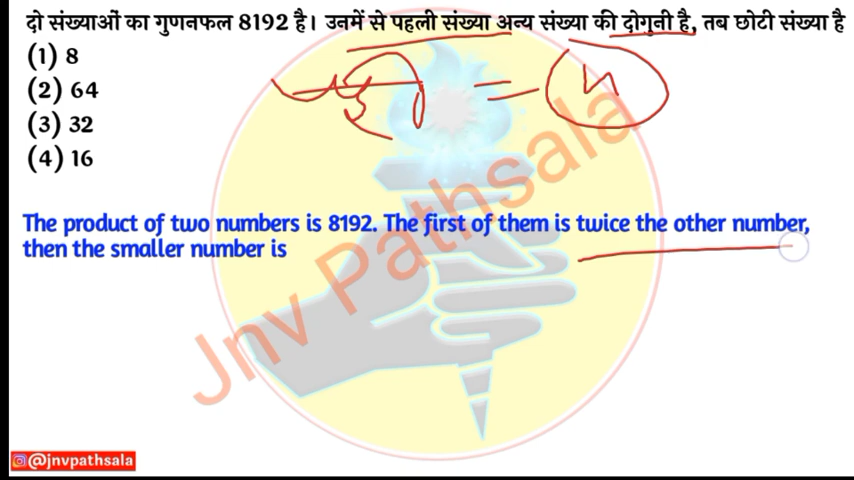 दो संख्याओं का गुणनफल 8192 है। उनमें से पहली संख्या अन्य संख्या की दोगुनी है, तब छोटी संख्या है
(1) 8
(2) 64
(3) 32
(4) 16
The product of two numbers is 8192. The first of them is twice the other number,
then the smaller number is
Jnv Pathsala
@jnvpathsala